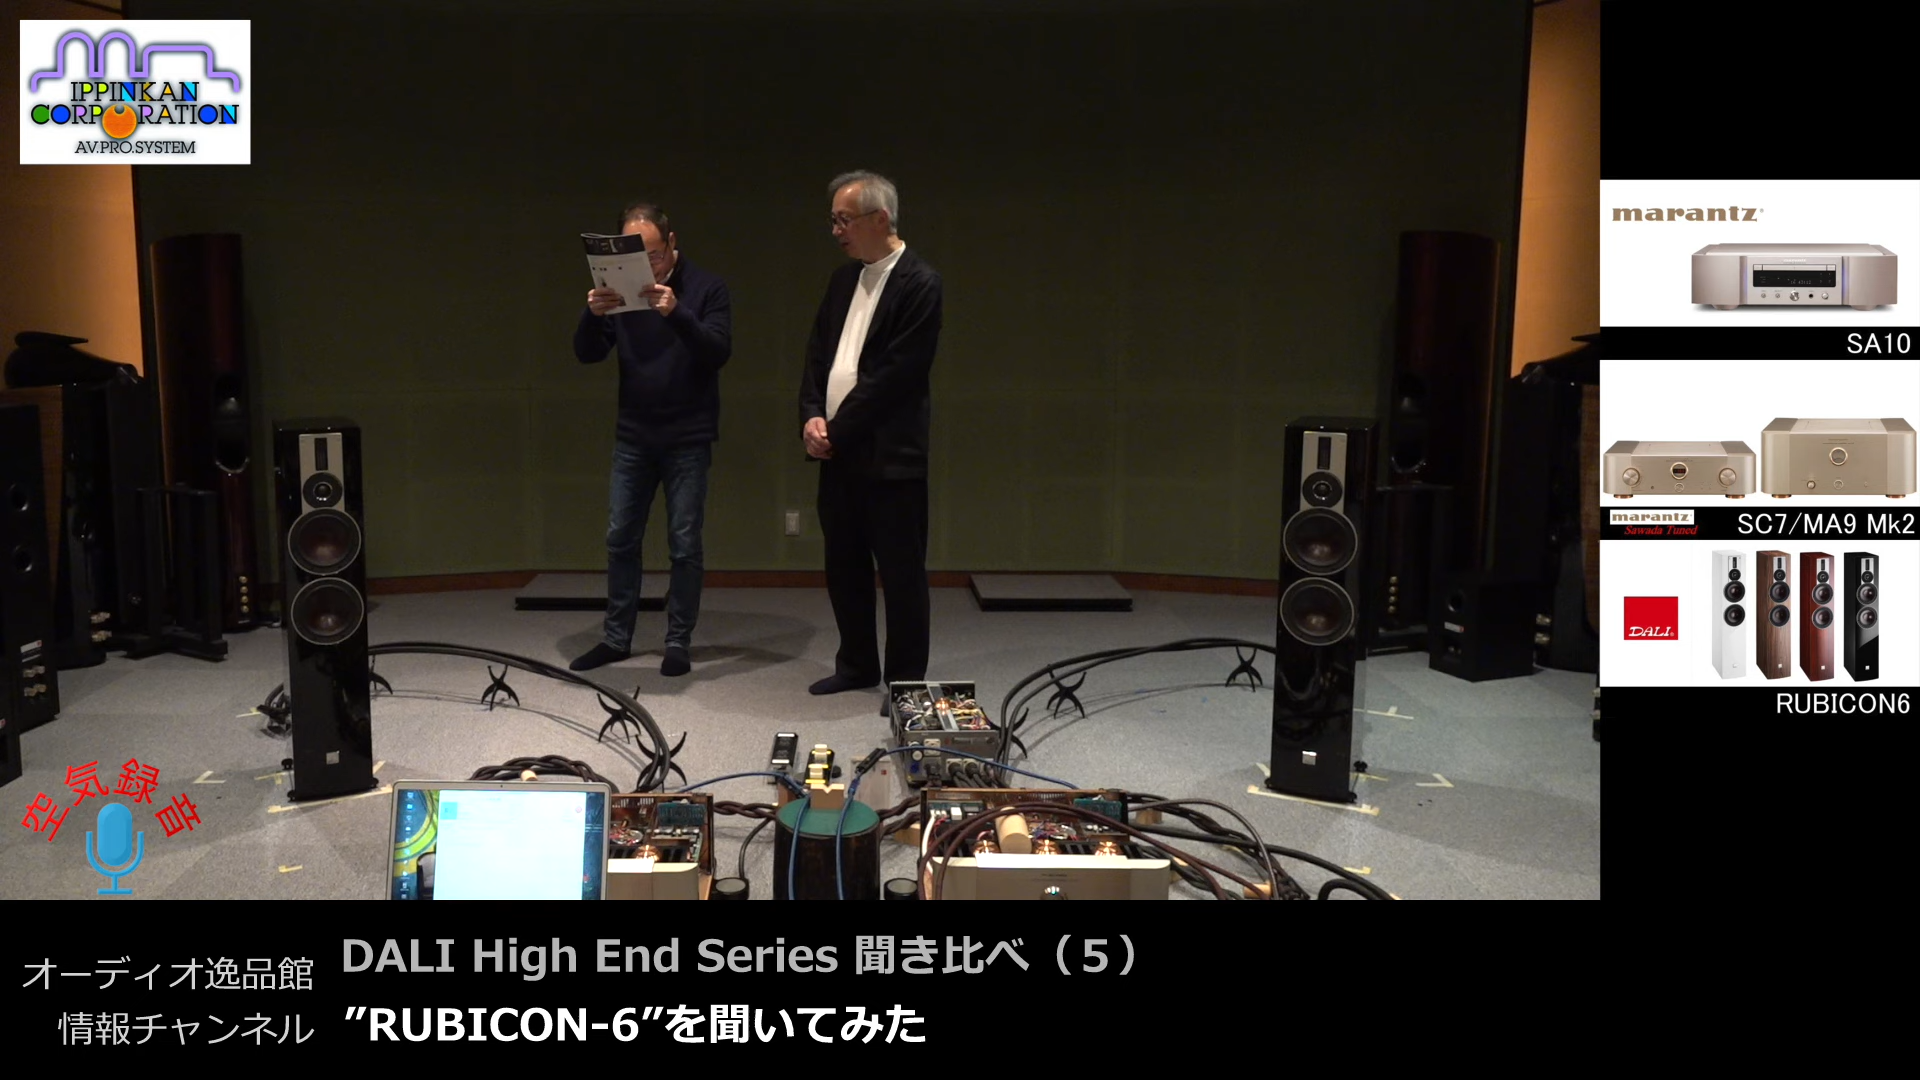 IPPINKAN
CORPORATION
AV.PRO.SYSTEM
marantz
SA10
marantz
Sawada Tuned
SC7/MA9 Mk2
DALI
RUBICON6
空気録音
オーディオ逸品館
情報チャンネル
DALI High End Series 聞き比べ（５）
”RUBICON-6”を聞いてみた